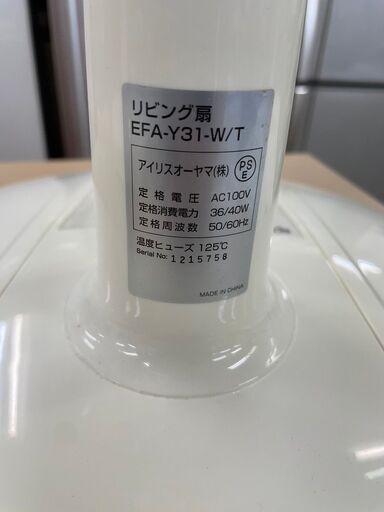 リビング扇
EFA-Y31-W/T
アイリスオーヤマ(株)
PS
E
定格電圧 AC100V
定格消費電力 36/40W
定格周波数 50/60Hz
温度ヒューズ 125℃
Serial No: 1215758
MADE IN CHINA